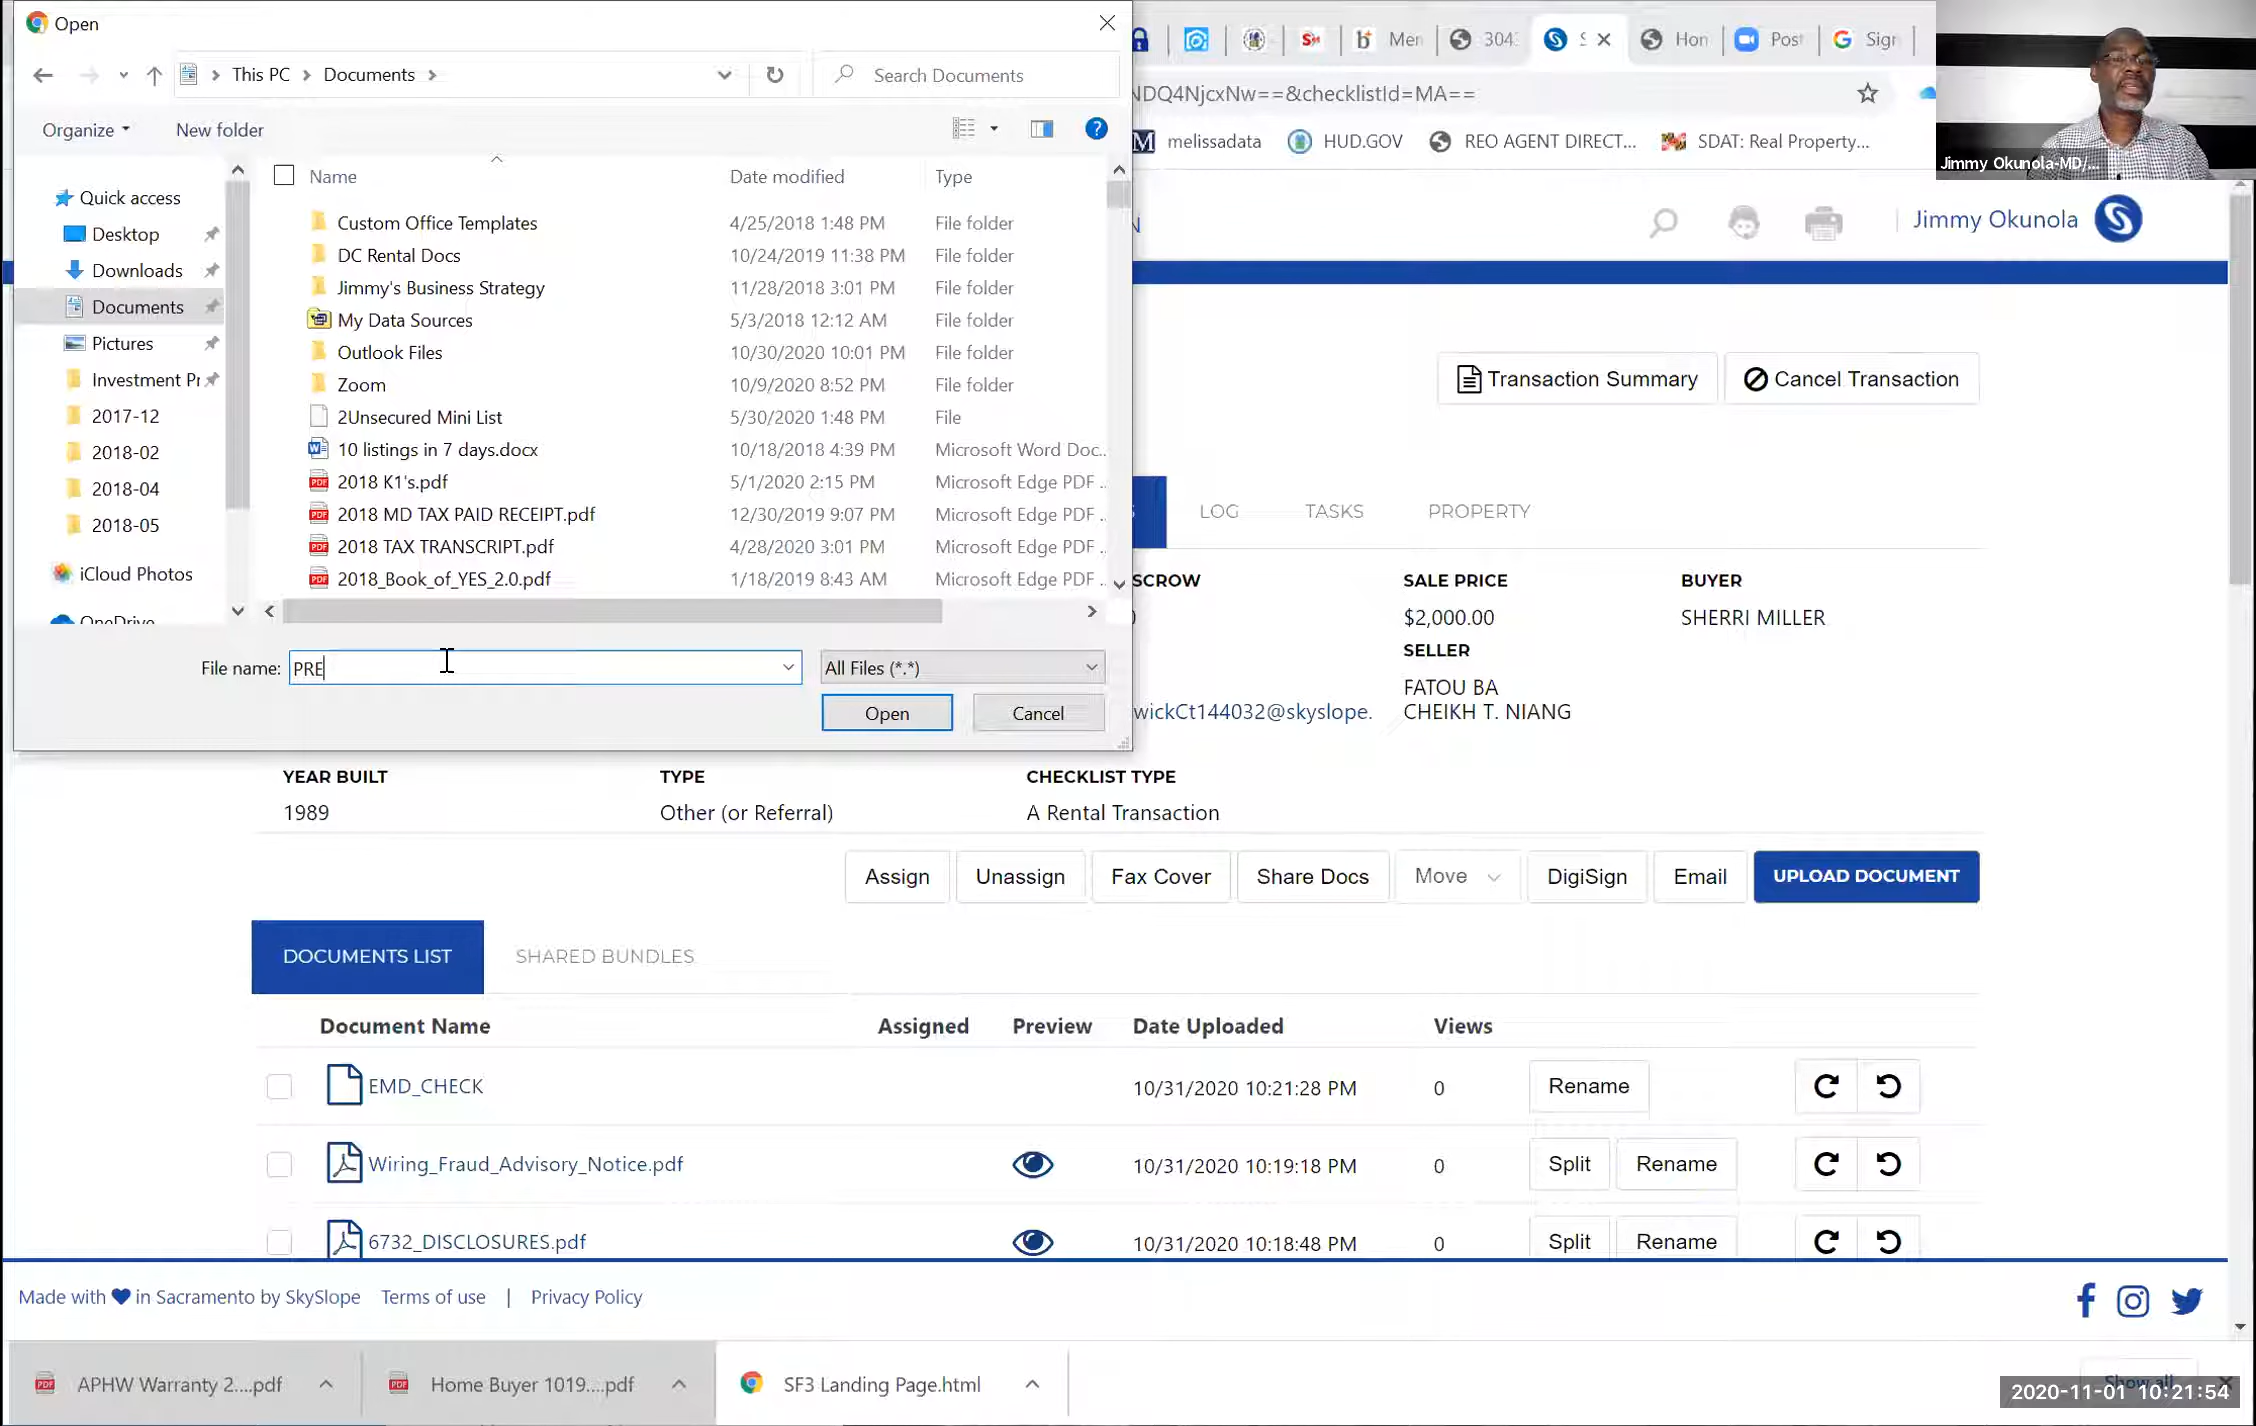 Open
This PC > Documents >
Search Documents
Organize
New folder
Name
Date modified
Type
Quick access
Desktop
Downloads
Documents
Pictures
Investment Pr
2017-12
2018-02
2018-04
2018-05
iCloud Photos
OneDrive
Custom Office Templates 4/25/2018 1:48 PM File folder
DC Rental Docs 10/24/2019 11:38 PM File folder
Jimmy's Business Strategy 11/28/2018 3:01 PM File folder
My Data Sources 5/3/2018 12:12 AM File folder
Outlook Files 10/30/2020 10:01 PM File folder
Zoom 10/9/2020 8:52 PM File folder
2Unsecured Mini List 5/30/2020 1:48 PM File
10 listings in 7 days.docx 10/18/2018 4:39 PM Microsoft Word Doc...
2018 K1's.pdf 5/1/2020 2:15 PM Microsoft Edge PDF ...
2018 MD TAX PAID RECEIPT.pdf 12/30/2019 9:07 PM Microsoft Edge PDF ...
2018 TAX TRANSCRIPT.pdf 4/28/2020 3:01 PM Microsoft Edge PDF ...
2018_Book_of_YES_2.0.pdf 1/18/2019 8:43 AM Microsoft Edge PDF ...
File name: PRE
All Files (*.*)
Open
Cancel
Mer
304
S
Hon
Post
Sign
NDQ4NjcxNw==&checklistId=MA==
melissadata
HUD.GOV
REO AGENT DIRECT...
SDAT: Real Property...
Jimmy Okunola-MD/...
N
Jimmy Okunola
Transaction Summary
Cancel Transaction
S
LOG
TASKS
PROPERTY
SCROW
SALE PRICE
$2,000.00
BUYER
SHERRI MILLER
SELLER
FATOU BA
CHEIKH T. NIANG
wickCt144032@skyslope.
YEAR BUILT
1989
TYPE
Other (or Referral)
CHECKLIST TYPE
A Rental Transaction
Assign
Unassign
Fax Cover
Share Docs
Move
DigiSign
Email
UPLOAD DOCUMENT
DOCUMENTS LIST
SHARED BUNDLES
Document Name Assigned Preview Date Uploaded Views
EMD_CHECK 10/31/2020 10:21:28 PM 0 Rename
Wiring_Fraud_Advisory_Notice.pdf 10/31/2020 10:19:18 PM 0 Split Rename
6732_DISCLOSURES.pdf 10/31/2020 10:18:48 PM 0 Split Rename
Made with in Sacramento by SkySlope Terms of use | Privacy Policy
APHW Warranty 2....pdf
Home Buyer 1019....pdf
SF3 Landing Page.html
Show all
2020-11-01 10:21:54